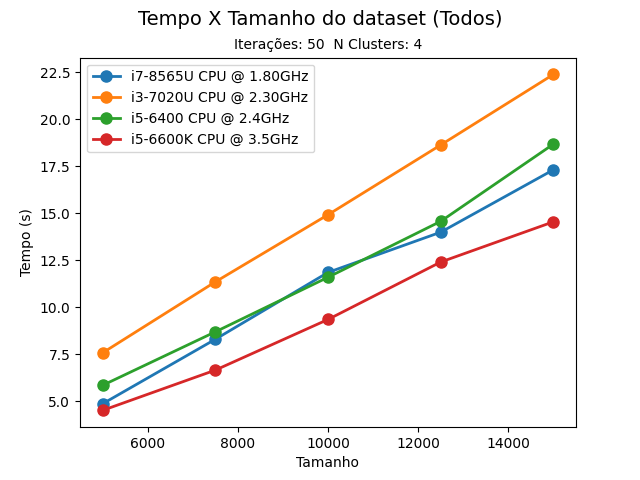 Tempo X Tamanho do dataset (Todos)
Iterações: 50  N Clusters: 4
i7-8565U CPU @ 1.80GHz
i3-7020U CPU @ 2.30GHz
i5-6400 CPU @ 2.4GHz
i5-6600K CPU @ 3.5GHz
Tempo (s)
22.5
20.0
17.5
15.0
12.5
10.0
7.5
5.0
6000 8000 10000 12000 14000
Tamanho